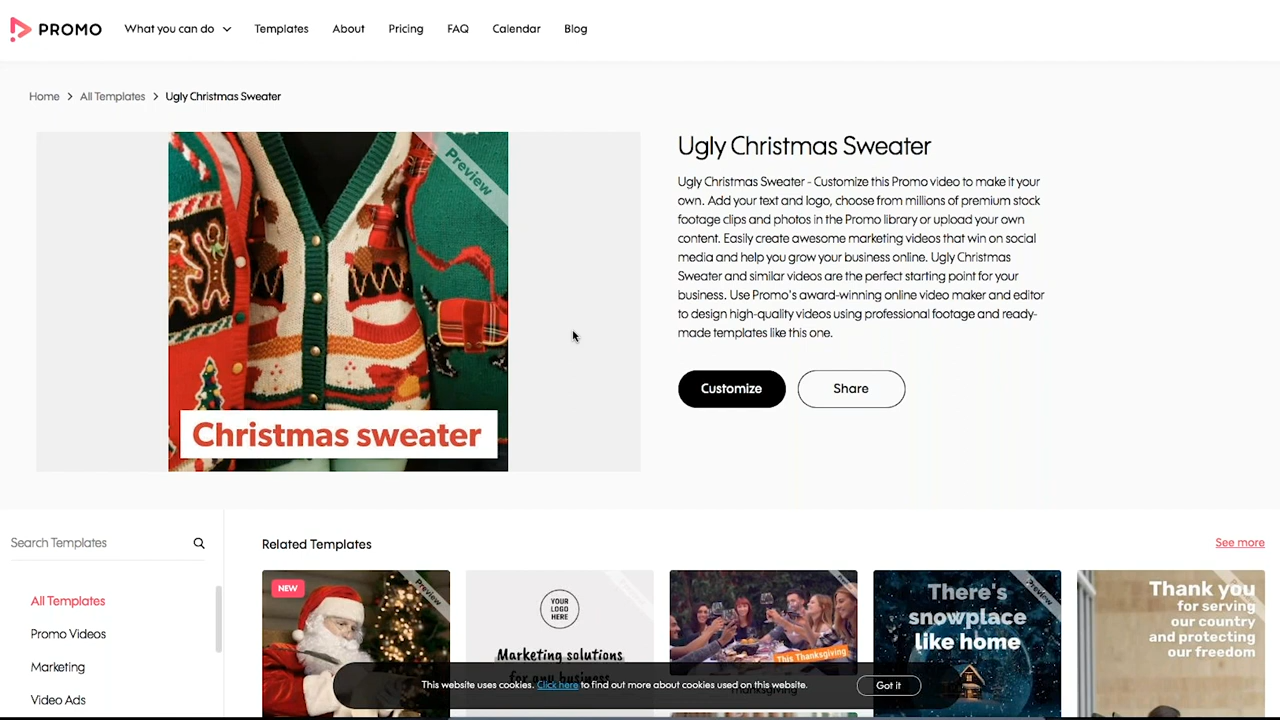 PROMO
What you can do
Templates
About
Pricing
FAQ
Calendar
Blog
Home > All Templates > Ugly Christmas Sweater
Preview
Christmas sweater
Ugly Christmas Sweater
Ugly Christmas Sweater - Customize this Promo video to make it your
own. Add your text and logo, choose from millions of premium stock
footage clips and photos in the Promo library or upload your own
content. Easily create awesome marketing videos that win on social
media and help you grow your business online. Ugly Christmas
Sweater and similar videos are the perfect starting point for your
business. Use Promo's award-winning online video maker and editor
to design high-quality videos using professional footage and ready-
made templates like this one.
Customize
Share
Search Templates
All Templates
Promo Videos
Marketing
Video Ads
Related Templates
See more
NEW
Preview
YOUR
LOGO
HERE
Marketing solutions
for any business
This Thanksgiving
Thanksgiving
There's
snowplace
like home
Preview
Thank you
for serving
our country
and protecting
our freedom
This website uses cookies. Click here to find out more about cookies used on this website.
Got it